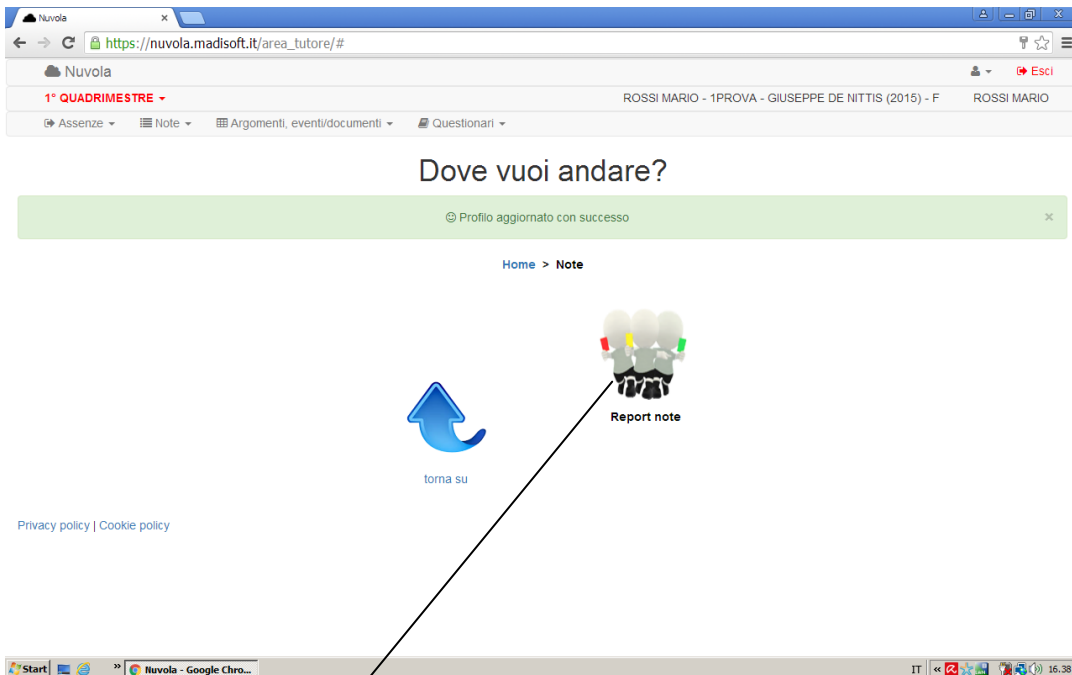 Nuvola
https://nuvola.madisoft.it/area_tutore/#
Nuvola
Esci
1° QUADRIMESTRE
ROSSI MARIO - 1PROVA - GIUSEPPE DE NITTIS (2015) - F
ROSSI MARIO
Assenze
Note
Argomenti, eventi/documenti
Questionari
Dove vuoi andare?
Profilo aggiornato con successo
×
Home > Note
Report note
torna su
Privacy policy | Cookie policy
Start
Nuvola - Google Chro...
IT
16.38